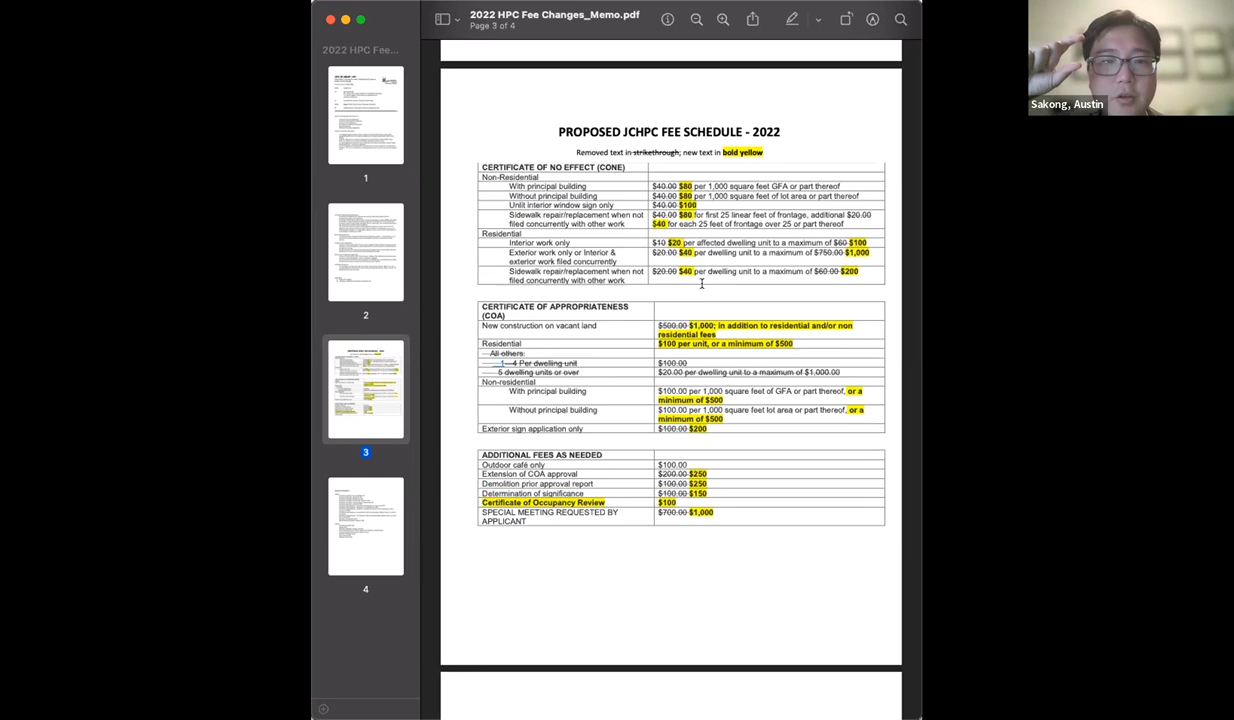 2022 HPC Fee Changes_Memo.pdf
Page 3 of 4
2022 HPC Fee...
1
2
3
4
Sakong, Austin
PROPOSED JCHPC FEE SCHEDULE - 2022
Removed text in strikethrough; new text in bold yellow
CERTIFICATE OF NO EFFECT (CONE)
Non-Residential
With principal building $40.00 $80 per 1,000 square feet GFA or part thereof
Without principal building $40.00 $80 per 1,000 square feet of lot area or part thereof
Unlit interior window sign only $40.00 $100
Sidewalk repair/replacement when not $40.00 $80 for first 25 linear feet of frontage, additional $20.00
filed concurrently with other work $40 for each 25 feet of frontage over 25 or part thereof
Residential
Interior work only $10 $20 per affected dwelling unit to a maximum of $60 $100
Exterior work only or Interior & $20.00 $40 per dwelling unit to a maximum of $750.00 $1,000
exterior work filed concurrently
Sidewalk repair/replacement when not $20.00 $40 per dwelling unit to a maximum of $60.00 $200
filed concurrently with other work
CERTIFICATE OF APPROPRIATENESS
(COA)
New construction on vacant land $500.00 $1,000; in addition to residential and/or non
residential fees
Residential $100 per unit, or a minimum of $500
All others:
1 – 4 Per dwelling unit $100.00
5 dwelling units or over $20.00 per dwelling unit to a maximum of $1,000.00
Non-residential
With principal building $100.00 per 1,000 square feet of GFA or part thereof, or a
minimum of $500
Without principal building $100.00 per 1,000 square feet lot area or part thereof, or a
minimum of $500
Exterior sign application only $100.00 $200
ADDITIONAL FEES AS NEEDED
Outdoor café only $100.00
Extension of COA approval $200.00 $250
Demolition prior approval report $100.00 $250
Determination of significance $100.00 $150
Certificate of Occupancy Review $100
SPECIAL MEETING REQUESTED BY $700.00 $1,000
APPLICANT